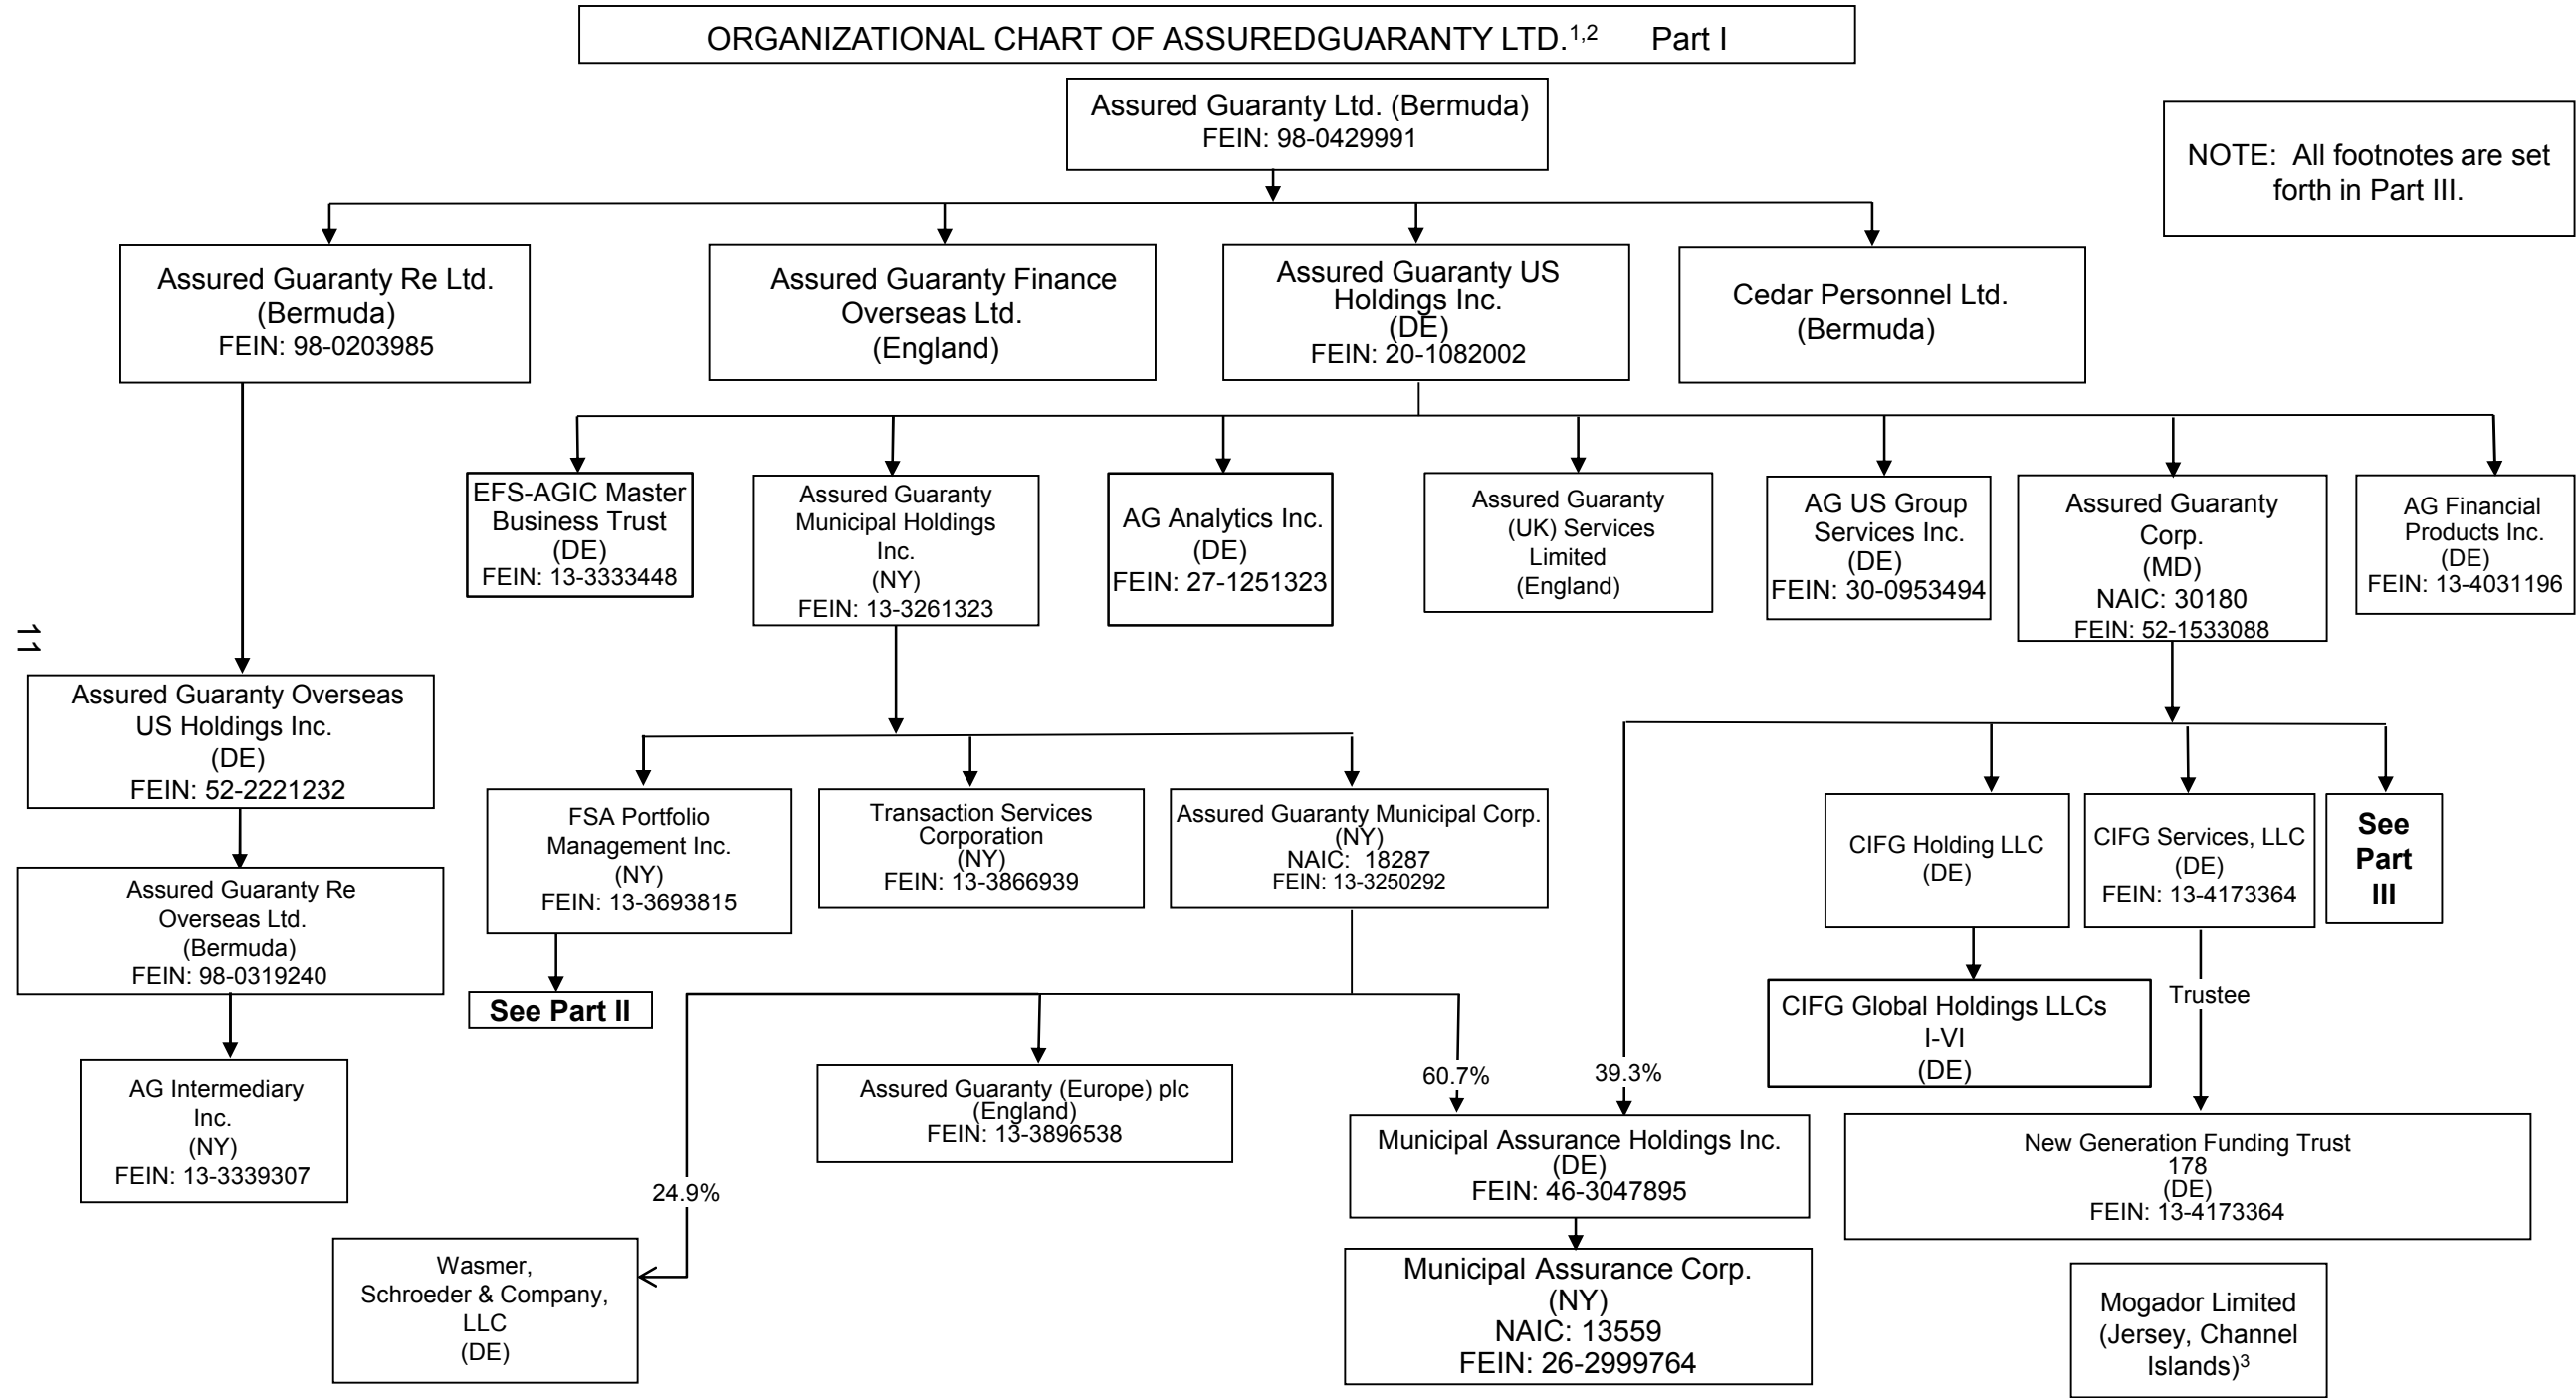 ORGANIZATIONAL CHART OF ASSUREDGUARANTY LTD.1,2 Part I
Assured Guaranty Ltd. (Bermuda)
FEIN: 98-0429991
NOTE: All footnotes are set
forth in Part III.
Assured Guaranty Re Ltd.
(Bermuda)
FEIN: 98-0203985
Assured Guaranty Finance
Overseas Ltd.
(England)
Assured Guaranty US
Holdings Inc.
(DE)
FEIN: 20-1082002
Cedar Personnel Ltd.
(Bermuda)
EFS-AGIC Master
Business Trust
(DE)
FEIN: 13-3333448
Assured Guaranty
Municipal Holdings
Inc.
(NY)
FEIN: 13-3261323
AG Analytics Inc.
(DE)
FEIN: 27-1251323
Assured Guaranty
(UK) Services
Limited
(England)
AG US Group
Services Inc.
(DE)
FEIN: 30-0953494
Assured Guaranty
Corp.
(MD)
NAIC: 30180
FEIN: 52-1533088
AG Financial
Products Inc.
(DE)
FEIN: 13-4031196
11
Assured Guaranty Overseas
US Holdings Inc.
(DE)
FEIN: 52-2221232
FSA Portfolio
Management Inc.
(NY)
FEIN: 13-3693815
Transaction Services
Corporation
(NY)
FEIN: 13-3866939
Assured Guaranty Municipal Corp.
(NY)
NAIC: 18287
FEIN: 13-3250292
CIFG Holding LLC
(DE)
CIFG Services, LLC
(DE)
FEIN: 13-4173364
See
Part
III
Assured Guaranty Re
Overseas Ltd.
(Bermuda)
FEIN: 98-0319240
See Part II
CIFG Global Holdings LLCs
I-VI
(DE)
Trustee
AG Intermediary
Inc.
(NY)
FEIN: 13-3339307
Assured Guaranty (Europe) plc
(England)
FEIN: 13-3896538
60.7%
39.3%
24.9%
Municipal Assurance Holdings Inc.
(DE)
FEIN: 46-3047895
New Generation Funding Trust
178
(DE)
FEIN: 13-4173364
Wasmer,
Schroeder & Company,
LLC
(DE)
Municipal Assurance Corp.
(NY)
NAIC: 13559
FEIN: 26-2999764
Mogador Limited
(Jersey, Channel
Islands)3